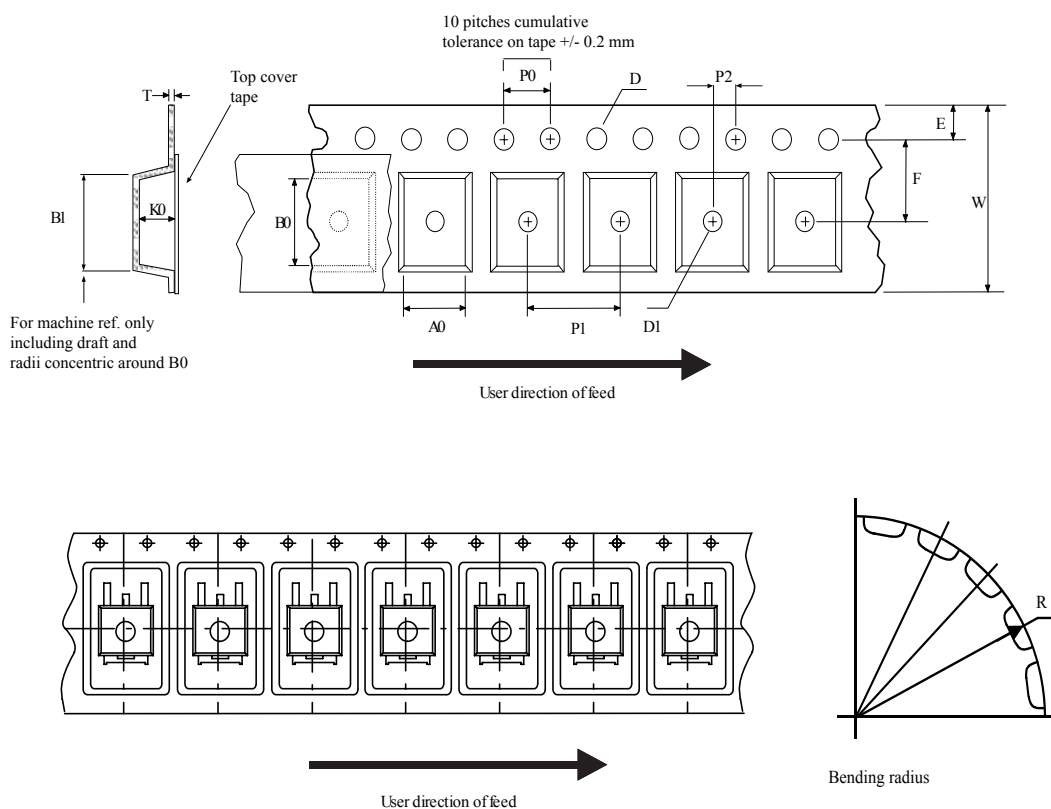 10 pitches cumulative
tolerance on tape +/- 0.2 mm
Top cover
tape
T
P0
D
P2
E
F
W
B1
K0
B0
For machine ref. only
including draft and
radii concentric around B0
A0
P1
D1
User direction of feed
R
Bending radius
User direction of feed